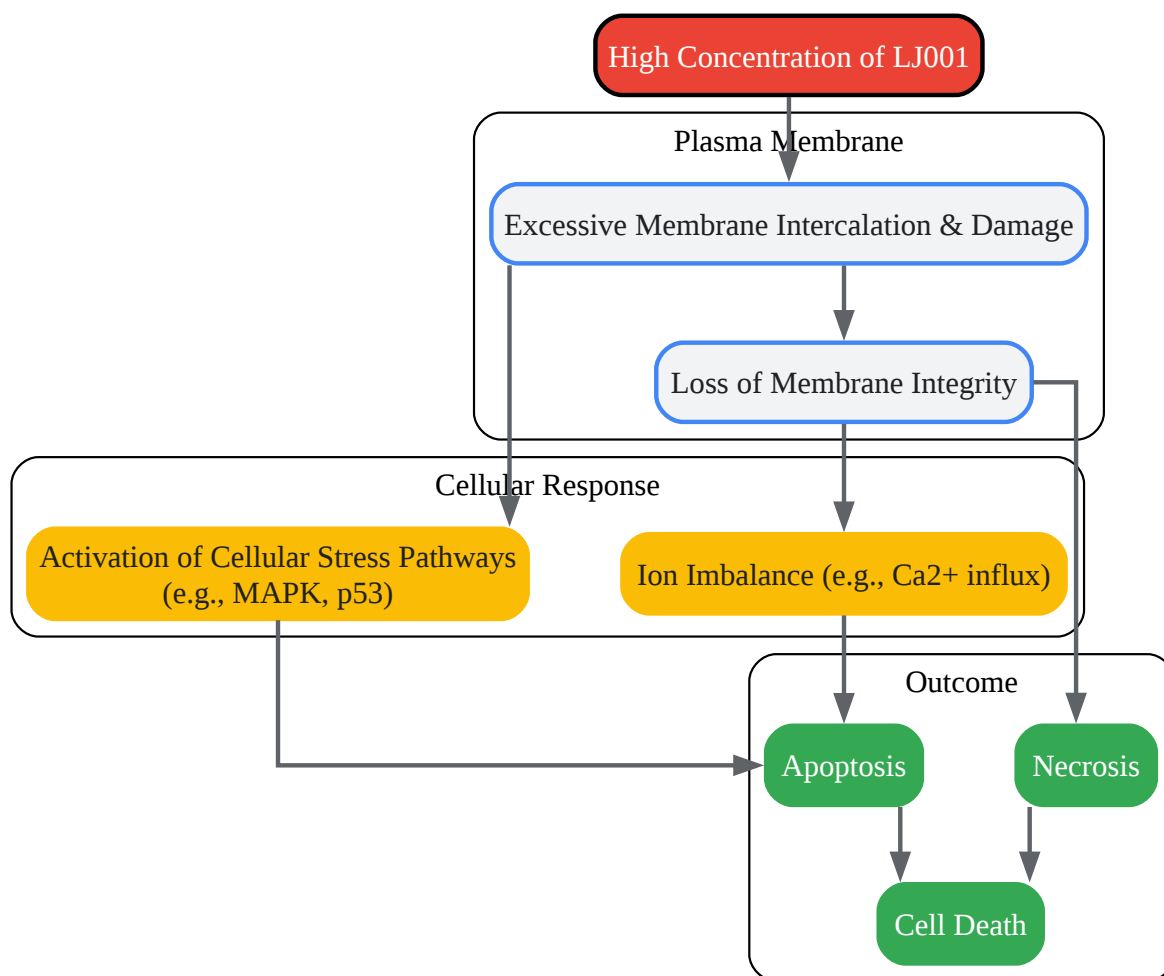 High Concentration of LJ001
Plasma Membrane
Excessive Membrane Intercalation & Damage
Loss of Membrane Integrity
Cellular Response
Activation of Cellular Stress Pathways
(e.g., MAPK, p53)
Ion Imbalance (e.g., Ca2+ influx)
Outcome
Apoptosis
Necrosis
Cell Death